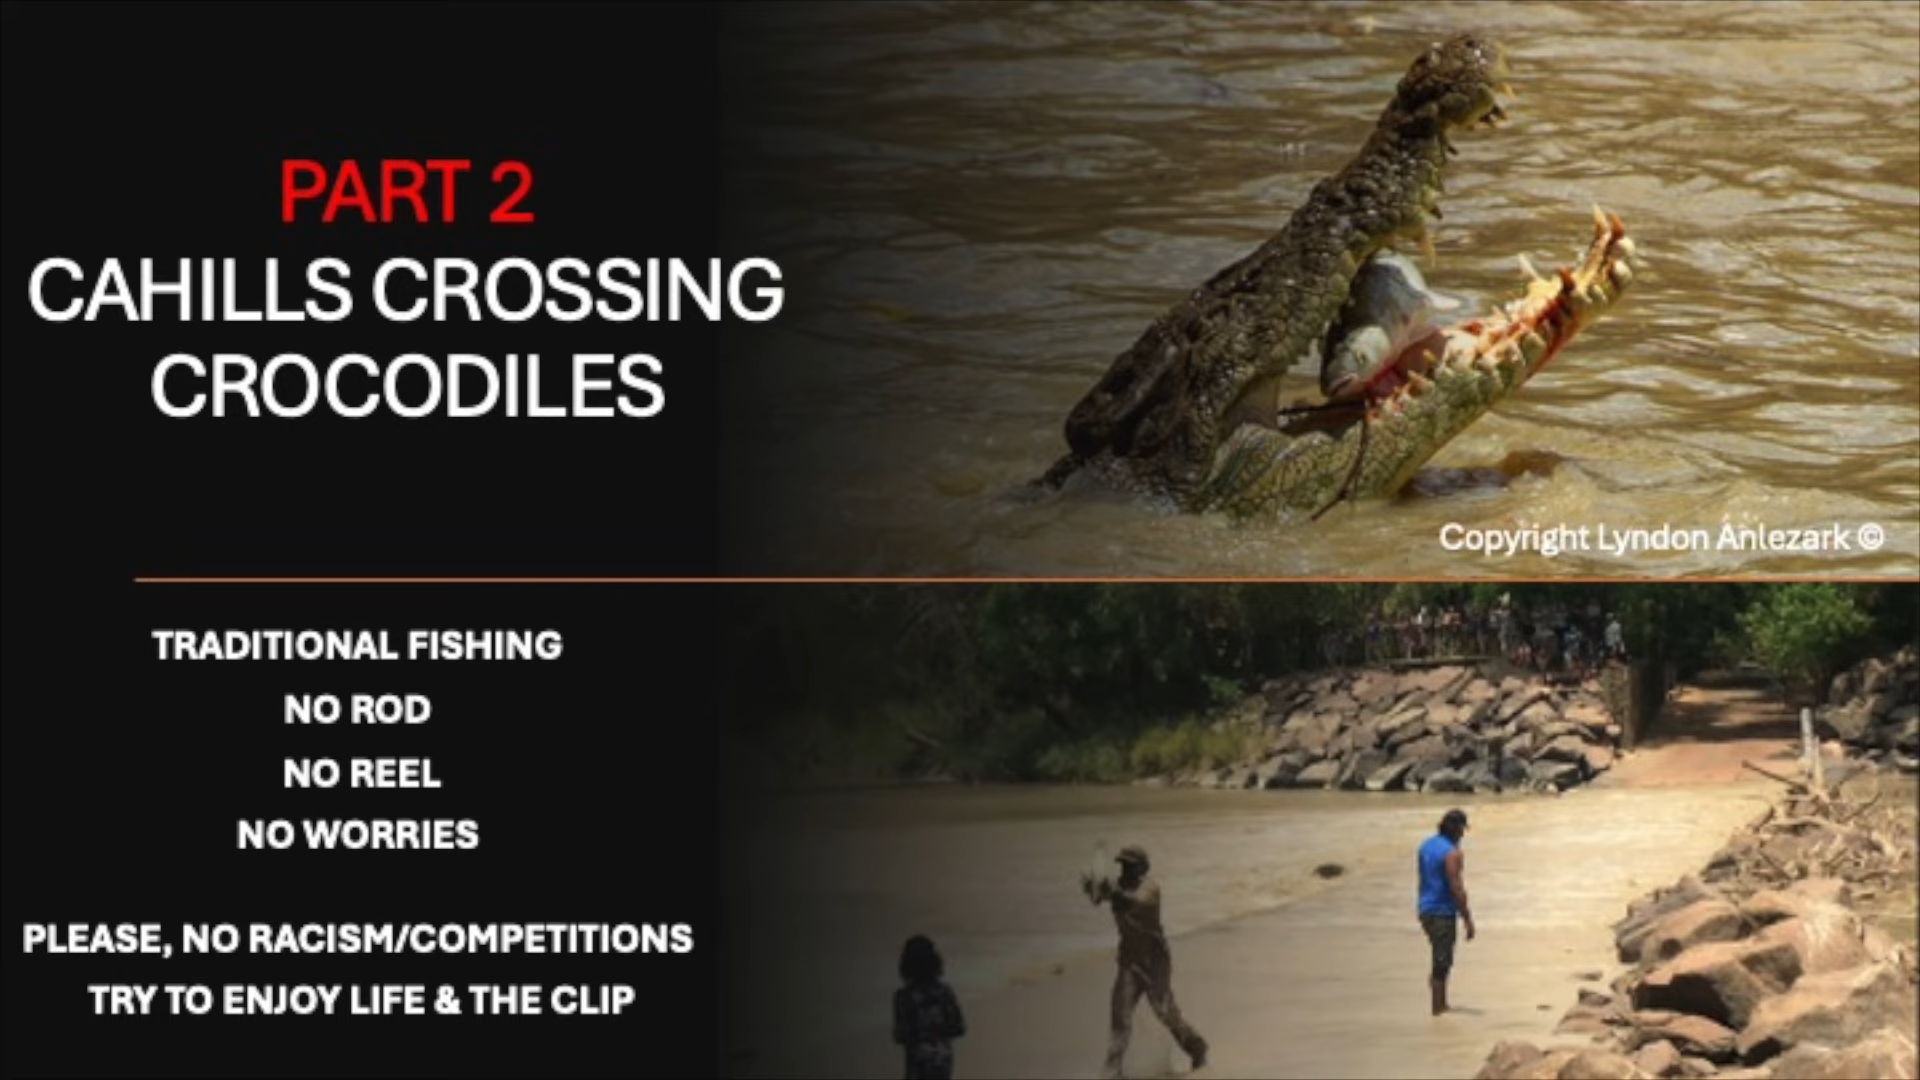 PART 2
CAHILLS CROSSING
CROCODILES
Copyright Lyndon Anlezark ©
TRADITIONAL FISHING
NO ROD
NO REEL
NO WORRIES
PLEASE, NO RACISM/COMPETITIONS
TRY TO ENJOY LIFE & THE CLIP